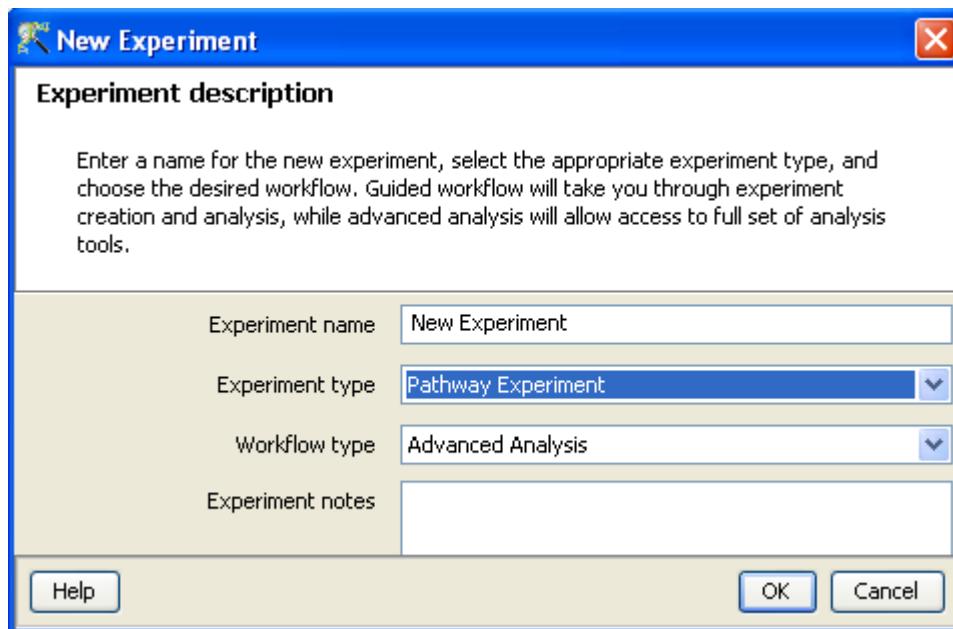 New Experiment
Experiment description
Enter a name for the new experiment, select the appropriate experiment type, and
choose the desired workflow. Guided workflow will take you through experiment
creation and analysis, while advanced analysis will allow access to full set of analysis
tools.
Experiment name New Experiment
Experiment type Pathway Experiment
Workflow type Advanced Analysis
Experiment notes
Help OK Cancel